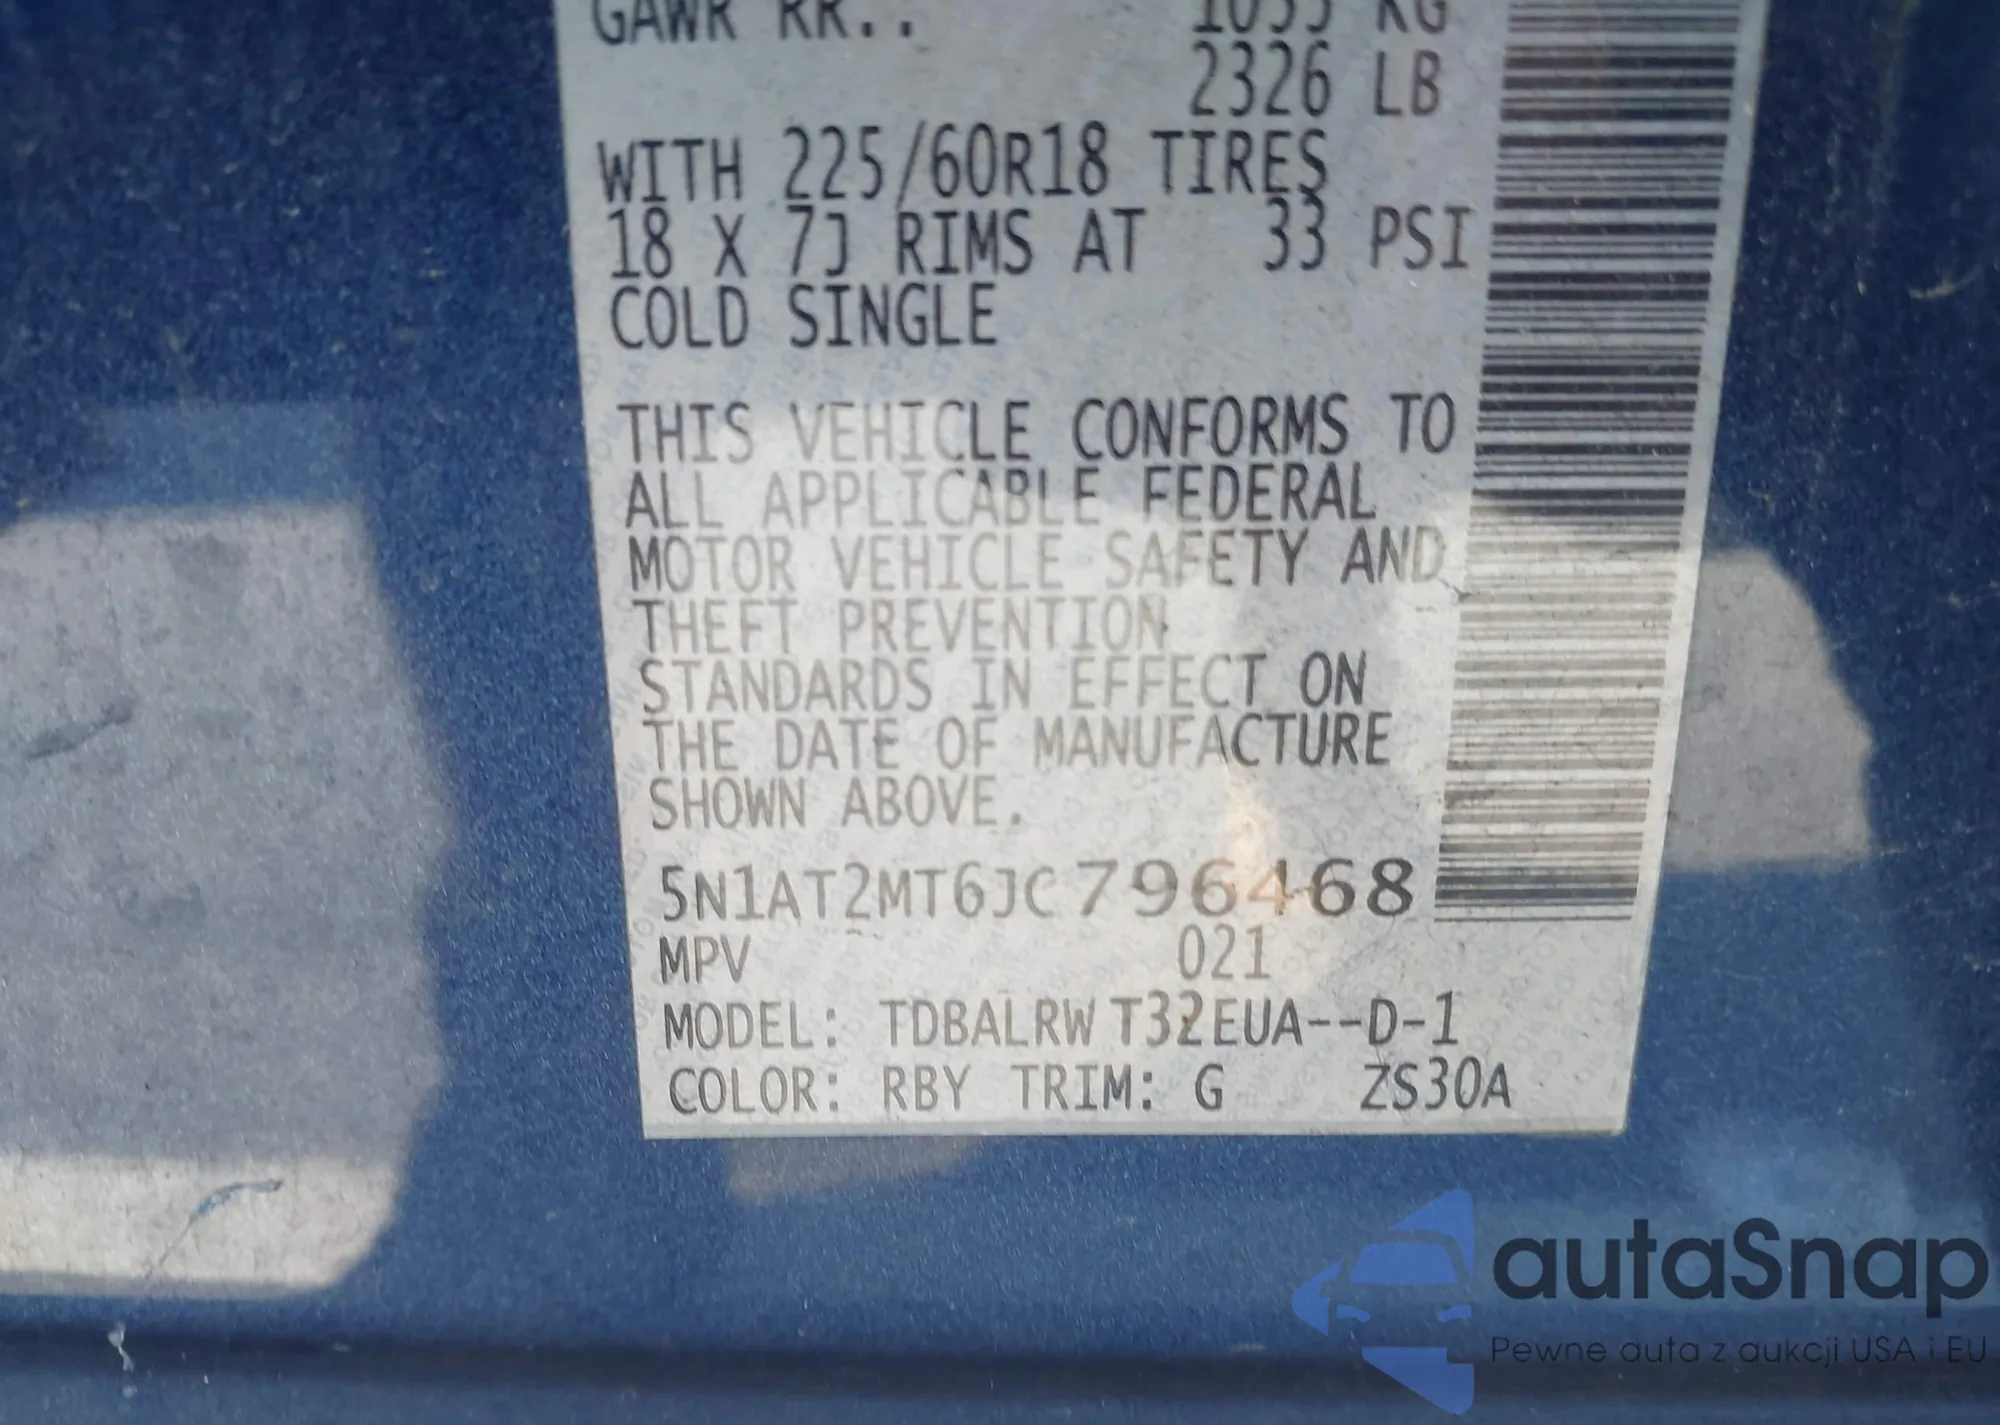 GAWR RR.: 1055 KG
2326 LB
WITH 225/60R18 TIRES
18 X 7J RIMS AT 33 PSI
COLD SINGLE
THIS VEHICLE CONFORMS TO
ALL APPLICABLE FEDERAL
MOTOR VEHICLE SAFETY AND
THEFT PREVENTION
STANDARDS IN EFFECT ON
THE DATE OF MANUFACTURE
SHOWN ABOVE.
5N1AT2MT6JC796468
MPV 021
MODEL: TDBALRW T32EUA--D-1
COLOR: RBY TRIM: G ZS30A
autaSnap
Pewne auta z aukcji USA i EU